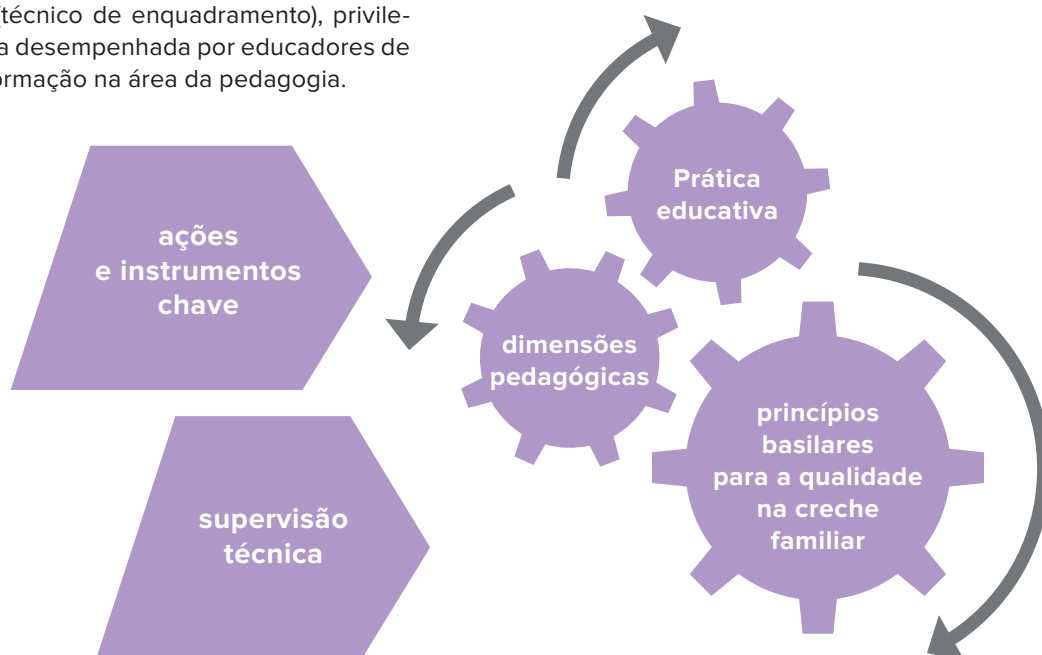 (técnico de enquadramento), privile-
a desempenhada por educadores de
ormação na área da pedagogia.
ações
e instrumentos
chave
supervisão
técnica
Prática
educativa
dimensões
pedagógicas
princípios
basilares
para a qualidade
na creche
familiar